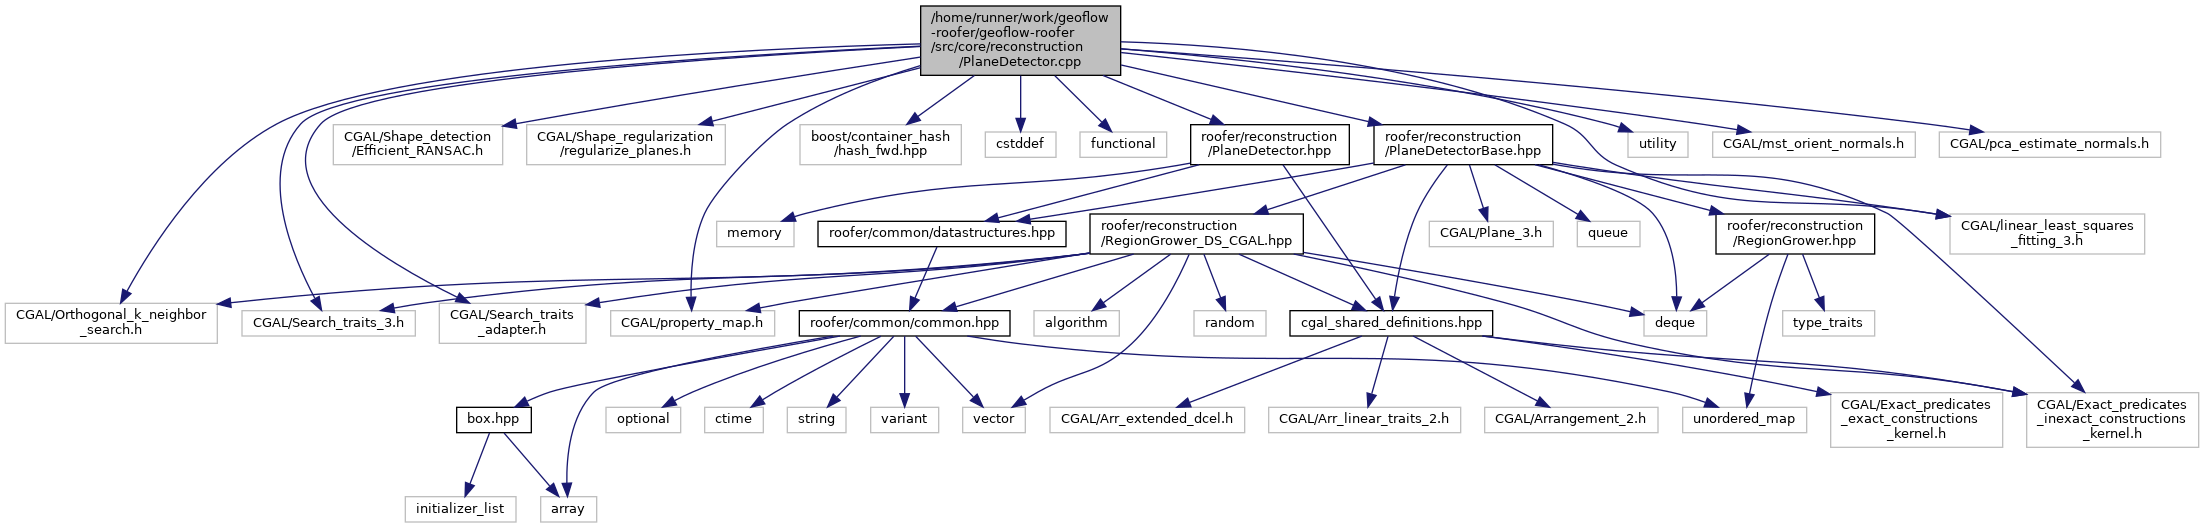 /home/runner/work/geoflow
-roofer/geoflow-roofer
/src/core/reconstruction
/PlaneDetector.cpp
CGAL/Shape_detection
/Efficient_RANSAC.h
CGAL/Shape_regularization
/regularize_planes.h
boost/container_hash
/hash_fwd.hpp
cstddef
functional
roofer/reconstruction
/PlaneDetector.hpp
roofer/reconstruction
/PlaneDetectorBase.hpp
utility
CGAL/mst_orient_normals.h
CGAL/pca_estimate_normals.h
memory
roofer/common/datastructures.hpp
roofer/reconstruction
/RegionGrower_DS_CGAL.hpp
CGAL/Plane_3.h
queue
roofer/reconstruction
/RegionGrower.hpp
CGAL/linear_least_squares
_fitting_3.h
CGAL/Orthogonal_k_neighbor
_search.h
CGAL/Search_traits_3.h
CGAL/Search_traits
_adapter.h
CGAL/property_map.h
roofer/common/common.hpp
algorithm
random
cgal_shared_definitions.hpp
deque
type_traits
box.hpp
optional
ctime
string
variant
vector
CGAL/Arr_extended_dcel.h
CGAL/Arr_linear_traits_2.h
CGAL/Arrangement_2.h
unordered_map
CGAL/Exact_predicates
_exact_constructions
_kernel.h
CGAL/Exact_predicates
_inexact_constructions
_kernel.h
initializer_list
array